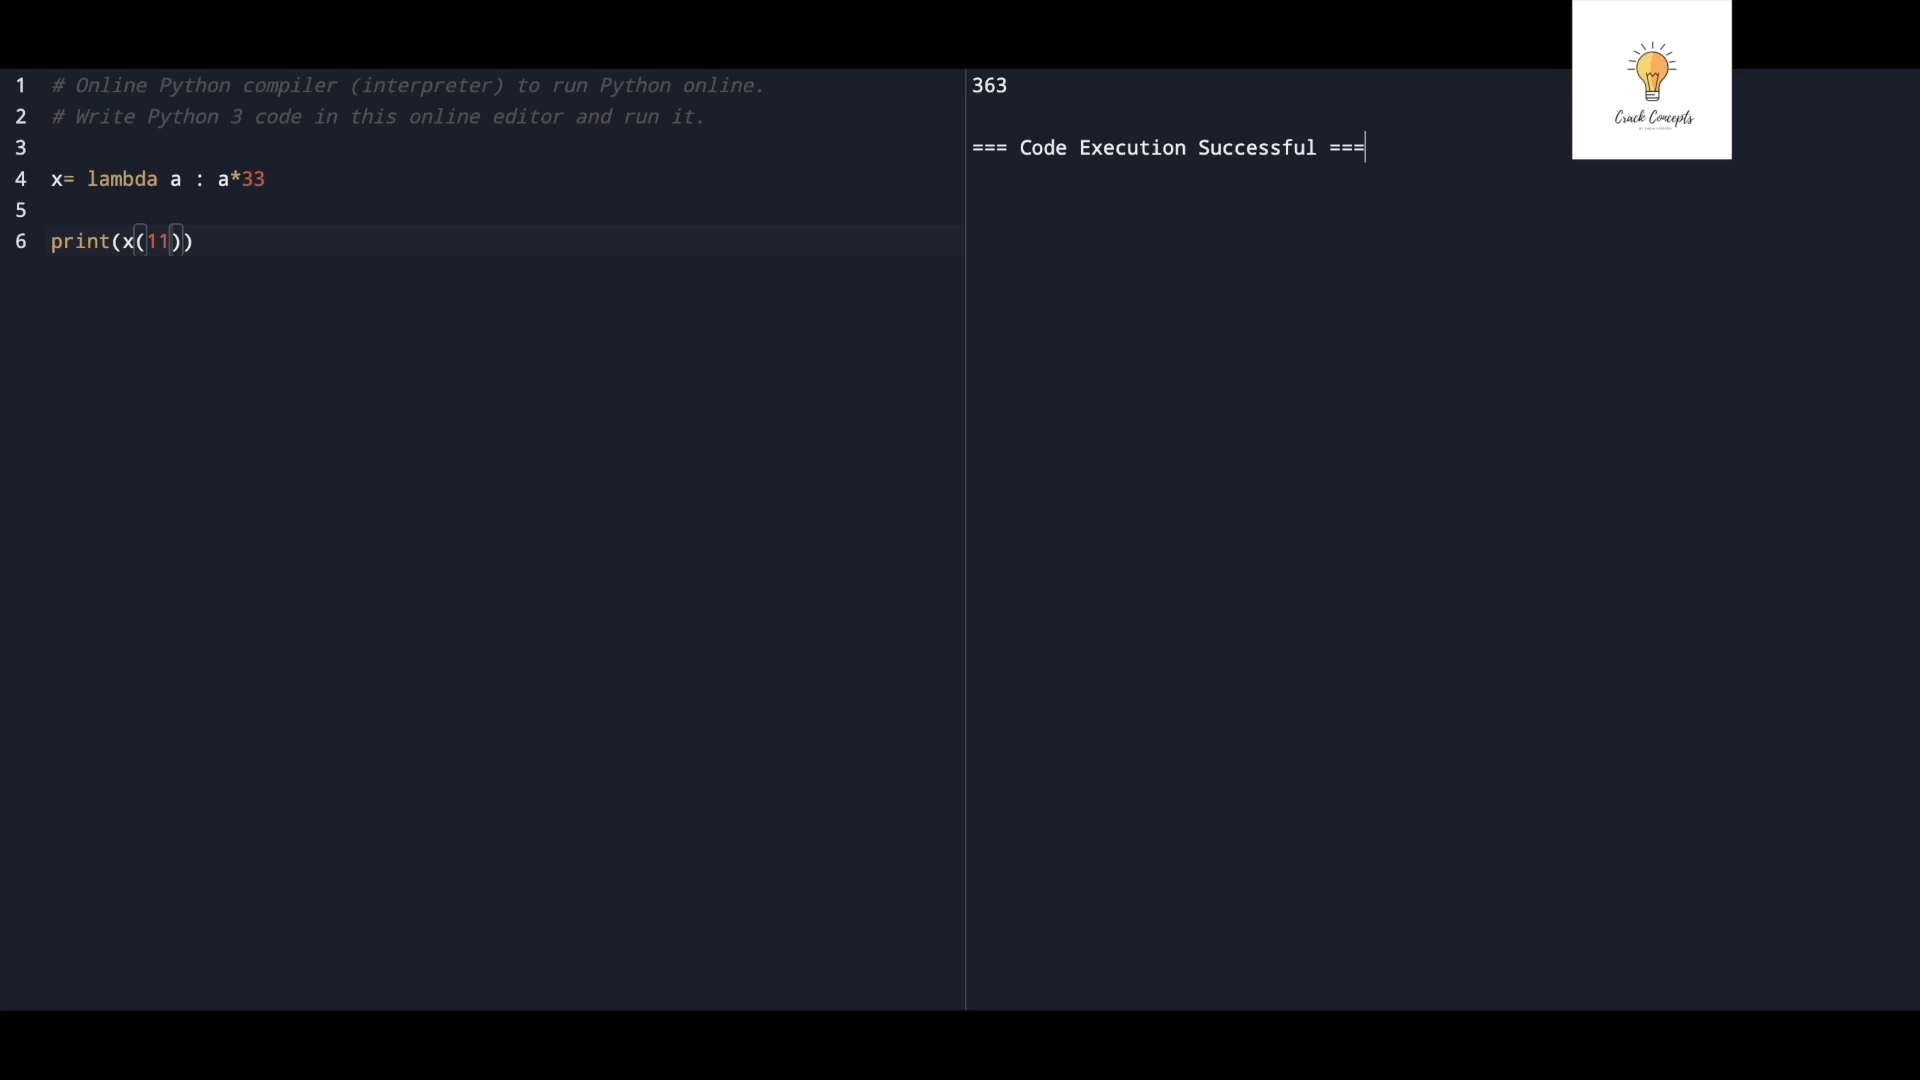 1 # Online Python compiler (interpreter) to run Python online.
2 # Write Python 3 code in this online editor and run it.
3
4 x= lambda a : a*33
5
6 print(x(11))
363
=== Code Execution Successful ===
Crack Concepts